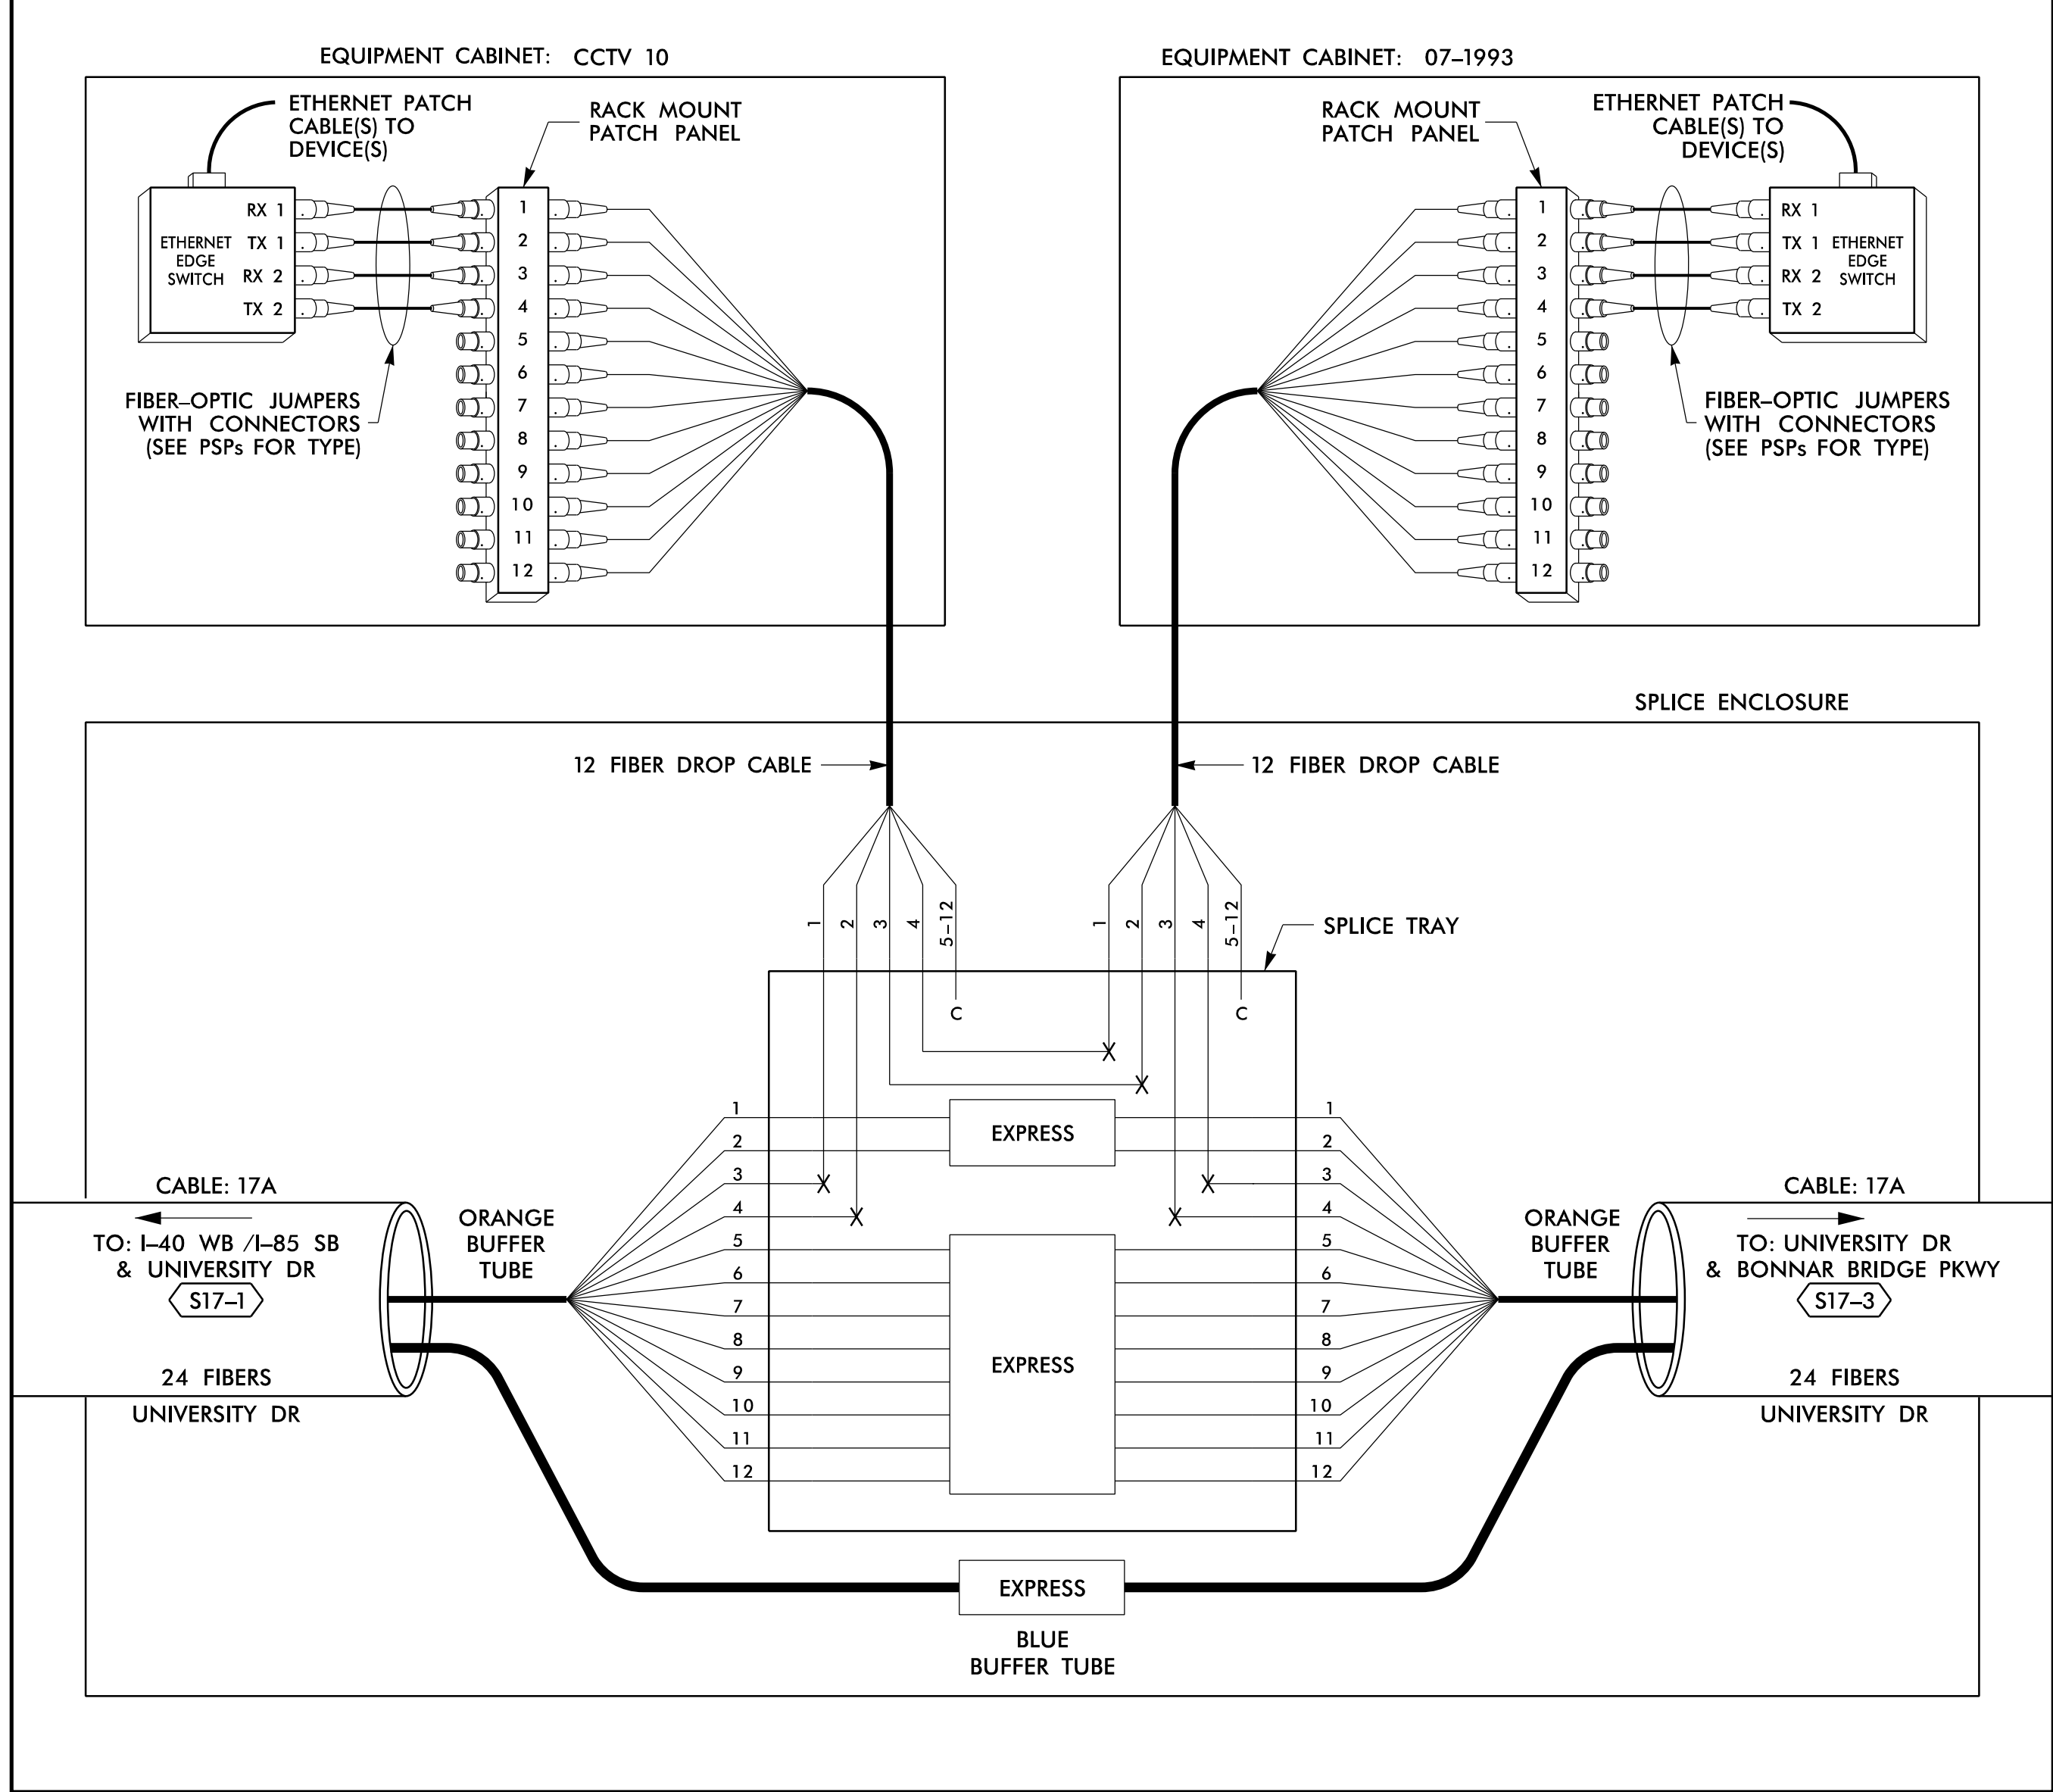 EQUIPMENT CABINET: CCTV 10
ETHERNET PATCH
CABLE(S) TO
DEVICE(S)
RACK MOUNT
PATCH PANEL
RX 1
TX 1
RX 2
TX 2
ETHERNET
EDGE
SWITCH
1
2
3
4
5
6
7
8
9
10
11
12
FIBER–OPTIC JUMPERS
WITH CONNECTORS
(SEE PSPs FOR TYPE)
EQUIPMENT CABINET: 07–1993
RACK MOUNT
PATCH PANEL
ETHERNET PATCH
CABLE(S) TO
DEVICE(S)
1
2
3
4
5
6
7
8
9
10
11
12
RX 1
TX 1
RX 2
TX 2
ETHERNET
EDGE
SWITCH
FIBER–OPTIC JUMPERS
WITH CONNECTORS
(SEE PSPs FOR TYPE)
SPLICE ENCLOSURE
12 FIBER DROP CABLE
12 FIBER DROP CABLE
1
2
3
4
5–12
1
2
3
4
5–12
SPLICE TRAY
C
C
1
2
3
4
5
6
7
8
9
10
11
12
EXPRESS
EXPRESS
1
2
3
4
5
6
7
8
9
10
11
12
CABLE: 17A
TO: I–40 WB /I–85 SB
& UNIVERSITY DR
S17–1
24 FIBERS
UNIVERSITY DR
ORANGE
BUFFER
TUBE
ORANGE
BUFFER
TUBE
CABLE: 17A
TO: UNIVERSITY DR
& BONNAR BRIDGE PKWY
S17–3
24 FIBERS
UNIVERSITY DR
EXPRESS
BLUE
BUFFER TUBE